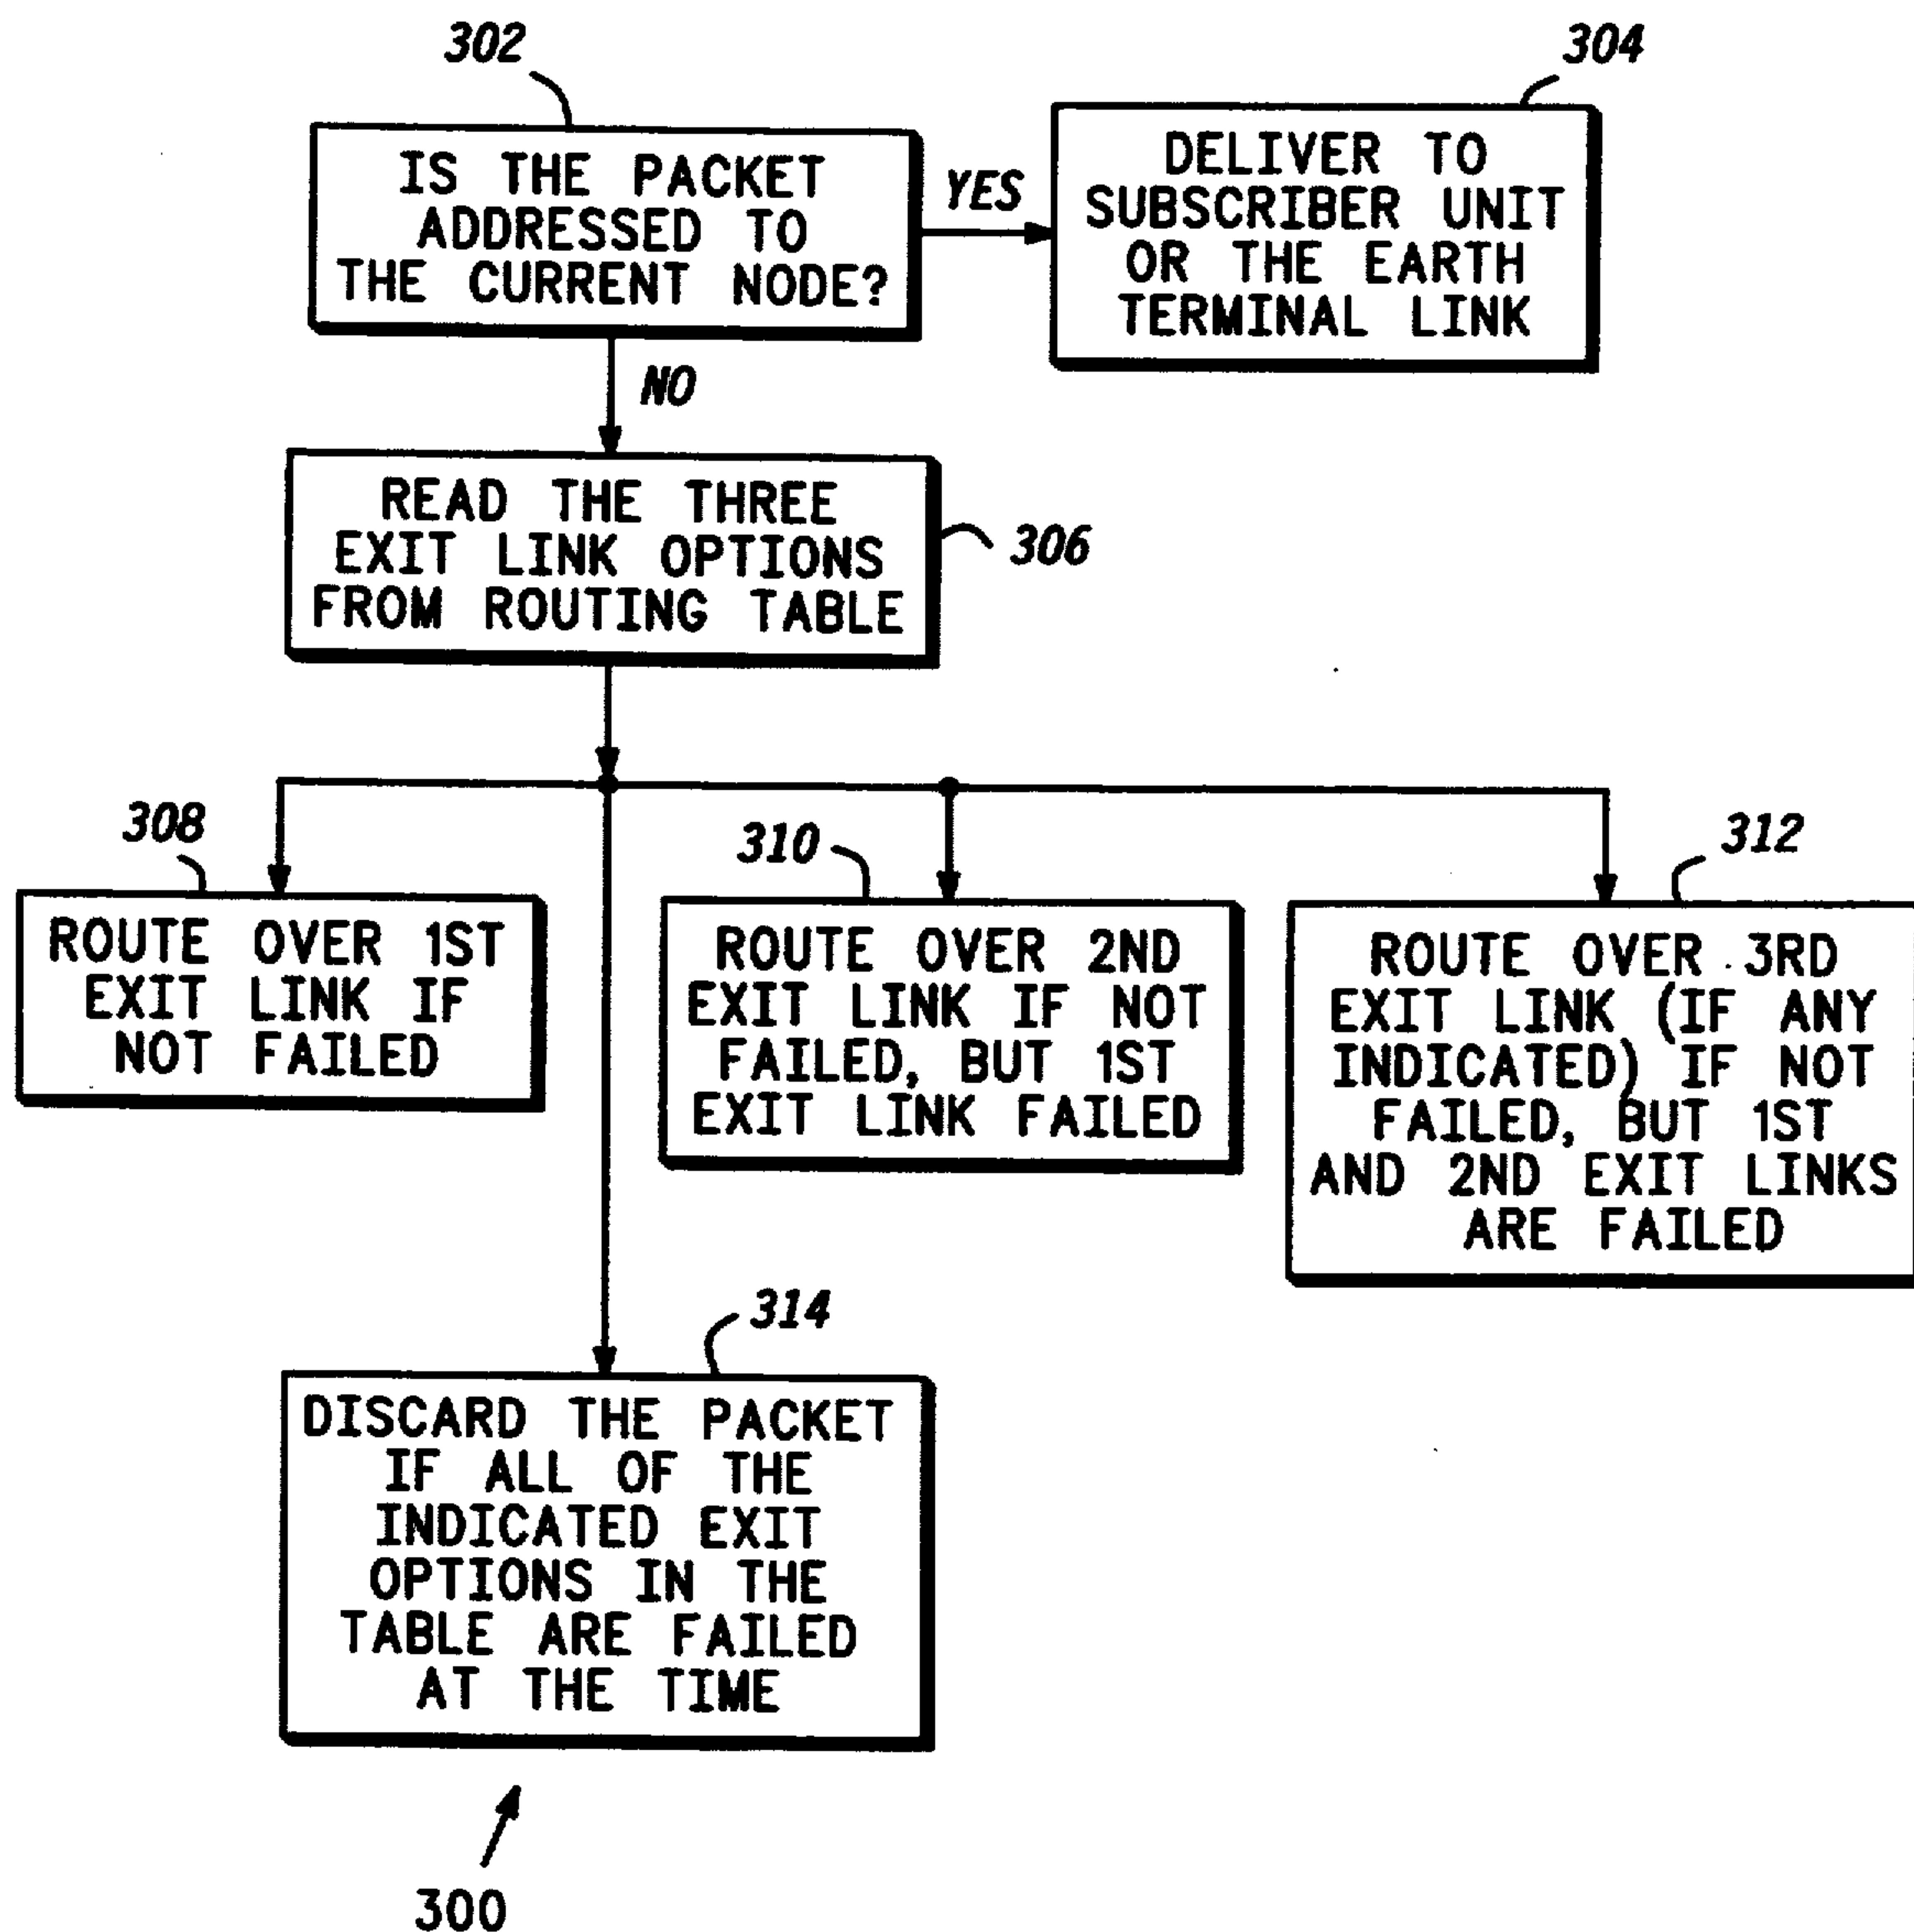 302
304
IS THE PACKET
ADDRESSED TO
THE CURRENT NODE?
YES
DELIVER TO
SUBSCRIBER UNIT
OR THE EARTH
TERMINAL LINK
NO
READ THE THREE
EXIT LINK OPTIONS
FROM ROUTING TABLE
306
308
ROUTE OVER 1ST
EXIT LINK IF
NOT FAILED
310
ROUTE OVER 2ND
EXIT LINK IF NOT
FAILED, BUT 1ST
EXIT LINK FAILED
312
ROUTE OVER 3RD
EXIT LINK (IF ANY
INDICATED) IF NOT
FAILED, BUT 1ST
AND 2ND EXIT LINKS
ARE FAILED
314
DISCARD THE PACKET
IF ALL OF THE
INDICATED EXIT
OPTIONS IN THE
TABLE ARE FAILED
AT THE TIME
300